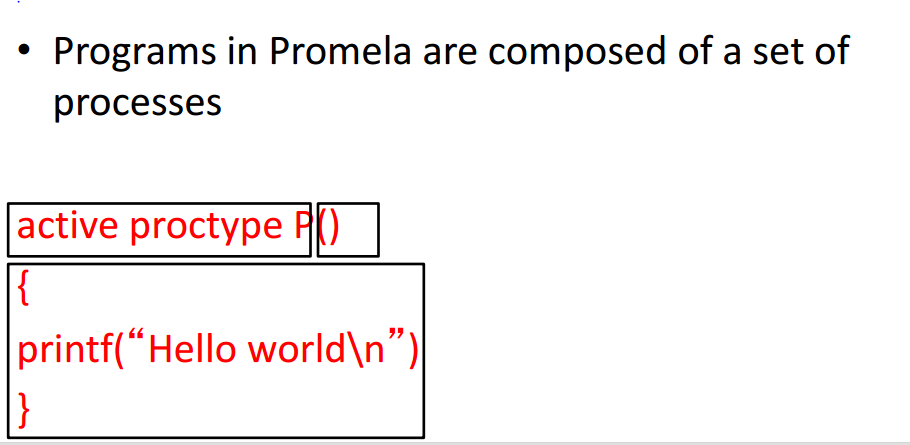 • Programs in Promela are composed of a set of
processes
active proctype P()
{
printf(“Hello world\n”)
}